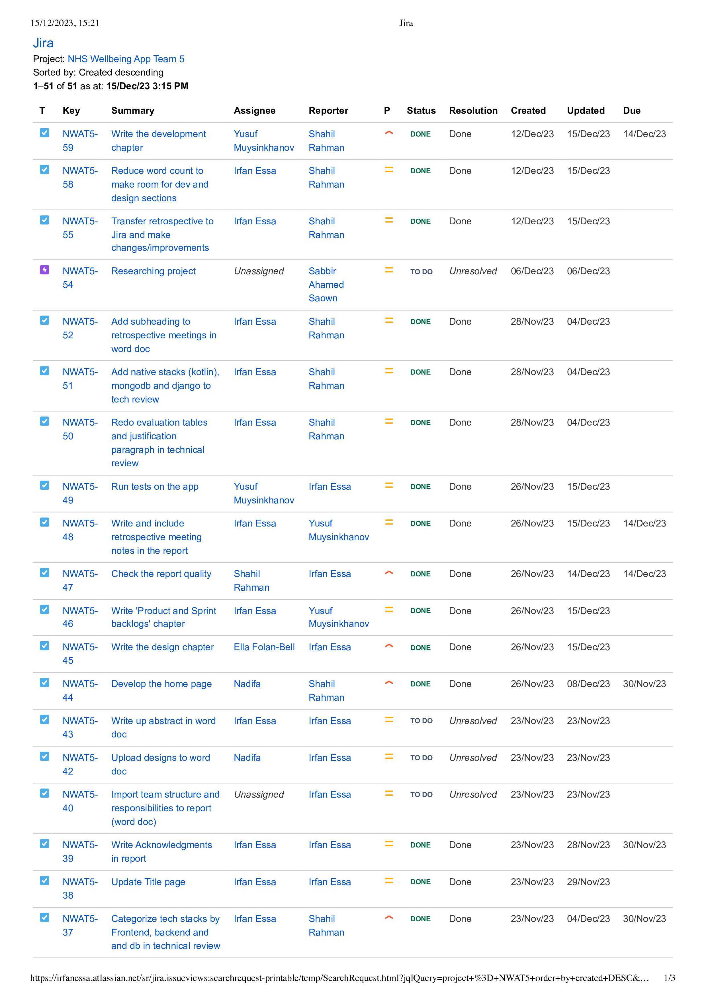 15/12/2023, 15:21 Jira
Jira
Project: NHS Wellbeing App Team 5
Sorted by: Created descending
1–51 of 51 as at: 15/Dec/23 3:15 PM
T Key Summary Assignee Reporter P Status Resolution Created Updated Due
NWAT5- Write the development Yusuf Shahil DONE Done 12/Dec/23 15/Dec/23 14/Dec/23
59 chapter Muysinkhanov Rahman
NWAT5- Reduce word count to Irfan Essa Shahil DONE Done 12/Dec/23 15/Dec/23
58 make room for dev and Rahman
design sections
NWAT5- Transfer retrospective to Irfan Essa Shahil DONE Done 12/Dec/23 15/Dec/23
55 Jira and make Rahman
changes/improvements
NWAT5- Researching project Unassigned Sabbir TO DO Unresolved 06/Dec/23 06/Dec/23
54 Ahamed
Saown
NWAT5- Add subheading to Irfan Essa Shahil DONE Done 28/Nov/23 04/Dec/23
52 retrospective meetings in Rahman
word doc
NWAT5- Add native stacks (kotlin), Irfan Essa Shahil DONE Done 28/Nov/23 04/Dec/23
51 mongodb and django to Rahman
tech review
NWAT5- Redo evaluation tables Irfan Essa Shahil DONE Done 28/Nov/23 04/Dec/23
50 and justification Rahman
paragraph in technical
review
NWAT5- Run tests on the app Yusuf Irfan Essa DONE Done 26/Nov/23 15/Dec/23
49 Muysinkhanov
NWAT5- Write and include Irfan Essa Yusuf DONE Done 26/Nov/23 15/Dec/23 14/Dec/23
48 retrospective meeting Muysinkhanov
notes in the report
NWAT5- Check the report quality Shahil Irfan Essa DONE Done 26/Nov/23 14/Dec/23 14/Dec/23
47 Rahman
NWAT5- Write 'Product and Sprint Irfan Essa Yusuf DONE Done 26/Nov/23 15/Dec/23
46 backlogs' chapter Muysinkhanov
NWAT5- Write the design chapter Ella Folan-Bell Irfan Essa DONE Done 26/Nov/23 15/Dec/23
45
NWAT5- Develop the home page Nadifa Shahil DONE Done 26/Nov/23 08/Dec/23 30/Nov/23
44 Rahman
NWAT5- Write up abstract in word Irfan Essa Irfan Essa TO DO Unresolved 23/Nov/23 23/Nov/23
43 doc
NWAT5- Upload designs to word Nadifa Irfan Essa TO DO Unresolved 23/Nov/23 23/Nov/23
42 doc
NWAT5- Import team structure and Unassigned Irfan Essa TO DO Unresolved 23/Nov/23 23/Nov/23
40 responsibilities to report
(word doc)
NWAT5- Write Acknowledgments Irfan Essa Irfan Essa DONE Done 23/Nov/23 28/Nov/23 30/Nov/23
39 in report
NWAT5- Update Title page Irfan Essa Irfan Essa DONE Done 23/Nov/23 29/Nov/23
38
NWAT5- Categorize tech stacks by Irfan Essa Shahil DONE Done 23/Nov/23 04/Dec/23 30/Nov/23
37 Frontend, backend and Rahman
and db in technical review
https://irfanessa.atlassian.net/sr/jira.issueviews:searchrequest-printable/temp/SearchRequest.html?jqlQuery=project+%3D+NWAT5+order+by+created+DESC&… 1/3